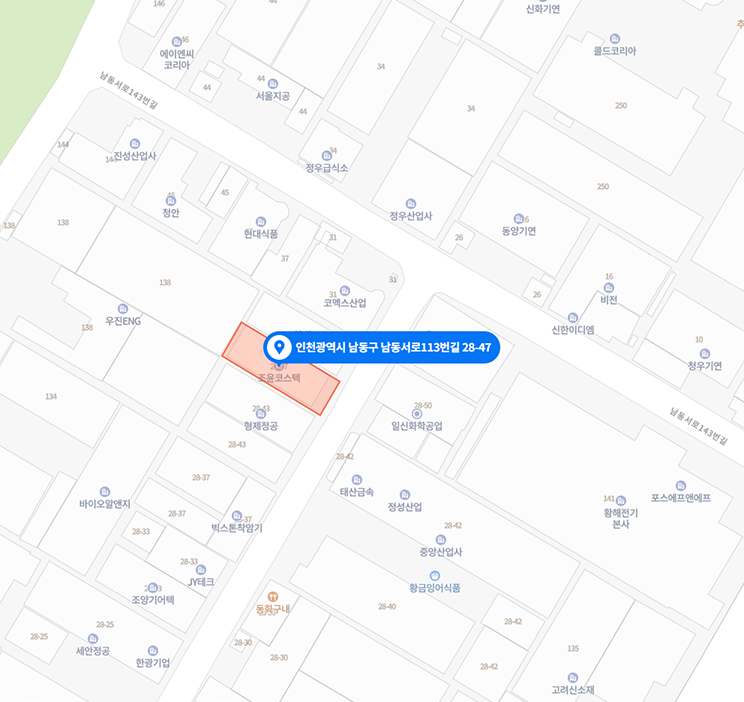 146
신화기연
44
추
46
에이엔씨
코리아
콜드코리아
34
남동서로143번길
44
서울지공
44
44
34
250
144
진성산업사
34
정우급식소
250
45
청안
45
정우산업사
동양기연
138
138
현대식품
31
26
37
138
31
코멕스산업
16
비전
우진ENG
138
26
신한이디엠
인천광역시 남동구 남동서로113번길 28-47
10
청우기연
조윤코스텍
134
28-43
형제정공
28-50
일신화학공업
남동서로143번길
28-43
28-42
28-37
태산금속
정성산업
바이오알앤지
141
황해전기
본사
포스에프앤에프
28-37
빅스톤착암기
28-33
28-42
중앙산업사
28-33
JY테크
황금잉어식품
조양기어텍
동화구내
28-40
28-42
28-25
28-25
세안정공
한광기업
28-30
28-30
28-42
135
고려신소재